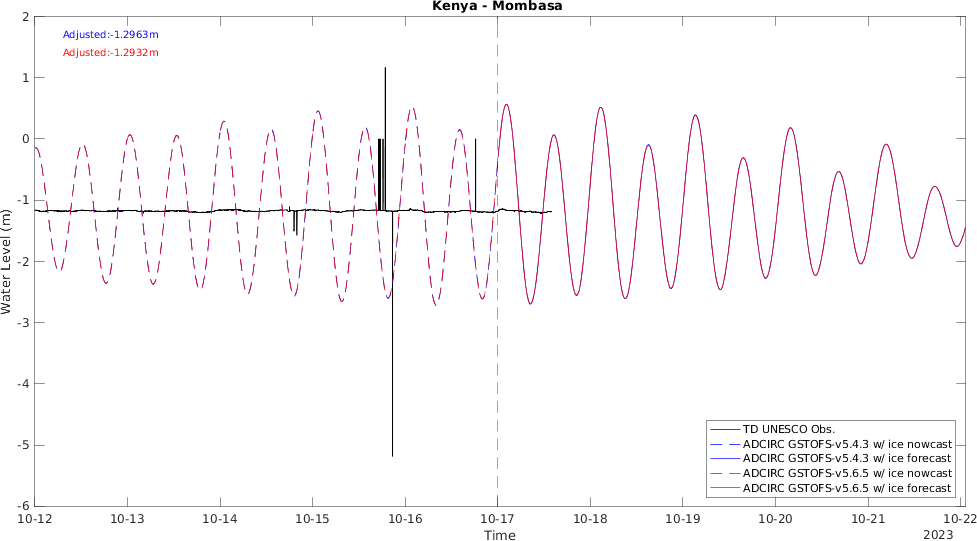 Kenya - Mombasa
Adjusted:-1.2963m
Adjusted:-1.2932m
2
1
0
-1
-2
-3
-4
-5
-6
Water Level (m)
TD UNESCO Obs.
ADCIRC GSTOFS-v5.4.3 w/ ice nowcast
ADCIRC GSTOFS-v5.4.3 w/ ice forecast
ADCIRC GSTOFS-v5.6.5 w/ ice nowcast
ADCIRC GSTOFS-v5.6.5 w/ ice forecast
10-12 10-13 10-14 10-15 10-16 10-17 10-18 10-19 10-20 10-21 10-22
Time
2023